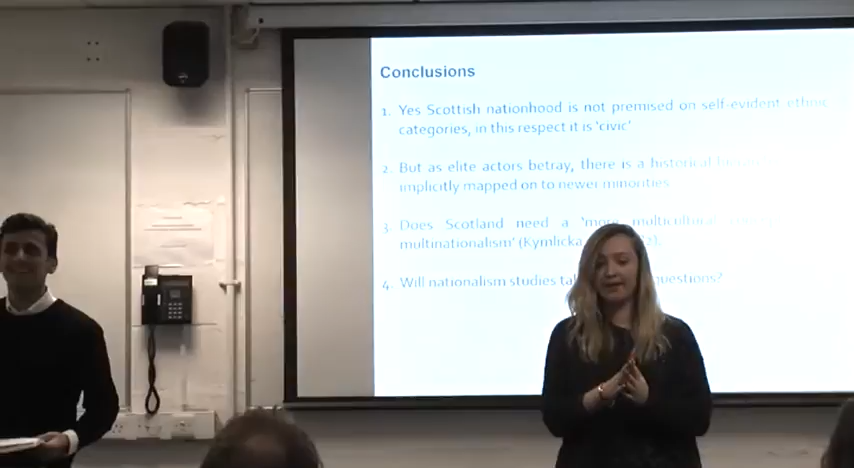 Conclusions
1. Yes Scottish nationhood is not premised on self-evident ethnic
categories, in this respect it is 'civic'
2. But as elite actors betray, there is a historical
implicitly mapped on to newer minorities
3. Does Scotland need a 'more multicultural
multinationalism' (Kymlicka
4. Will nationalism studies questions?